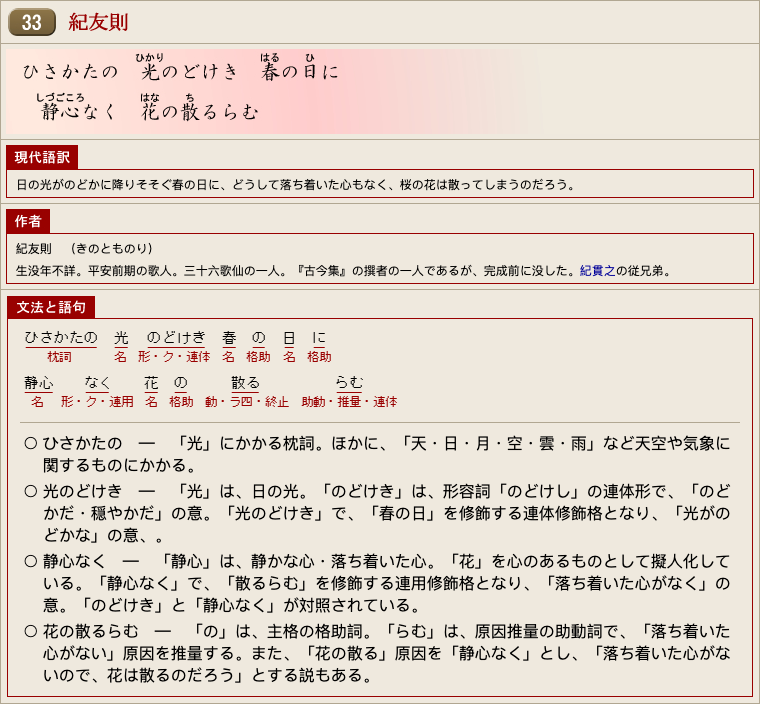 33 紀友則
ひさかたの 光のどけき 春の日に
静心なく 花の散るらむ
現代語訳
日の光がのどかに降りそそぐ春の日に、どうして落ち着いた心もなく、桜の花は散ってしまうのだろう。
作者
紀友則 （きのとものり）
生没年不詳。平安前期の歌人。三十六歌仙の一人。『古今集』の撰者の一人であるが、完成前に没した。紀貫之の従兄弟。
文法と語句
ひさかたの 光 のどけき 春 の 日 に
枕詞 名 形・ク・連体 名 格助 名 格助
静心 なく 花 の 散る らむ
名 形・ク・連用 名 格助 動・ラ四・終止 助動・推量・連体
○ ひさかたの ― 「光」にかかる枕詞。ほかに、「天・日・月・空・雲・雨」など天空や気象に
関するものにかかる。
○ 光のどけき ― 「光」は、日の光。「のどけき」は、形容詞「のどけし」の連体形で、「のど
かだ・穏やかだ」の意。「光のどけき」で、「春の日」を修飾する連体修飾格となり、「光がの
どかな」の意、。
○ 静心なく ― 「静心」は、静かな心・落ち着いた心。「花」を心のあるものとして擬人化して
いる。「静心なく」で、「散るらむ」を修飾する連用修飾格となり、「落ち着いた心がなく」の
意。「のどけき」と「静心なく」が対照されている。
○ 花の散るらむ ― 「の」は、主格の格助詞。「らむ」は、原因推量の助動詞で、「落ち着いた
心がない」原因を推量する。また、「花の散る」原因を「静心なく」とし、「落ち着いた心がな
いので、花は散るのだろう」とする説もある。